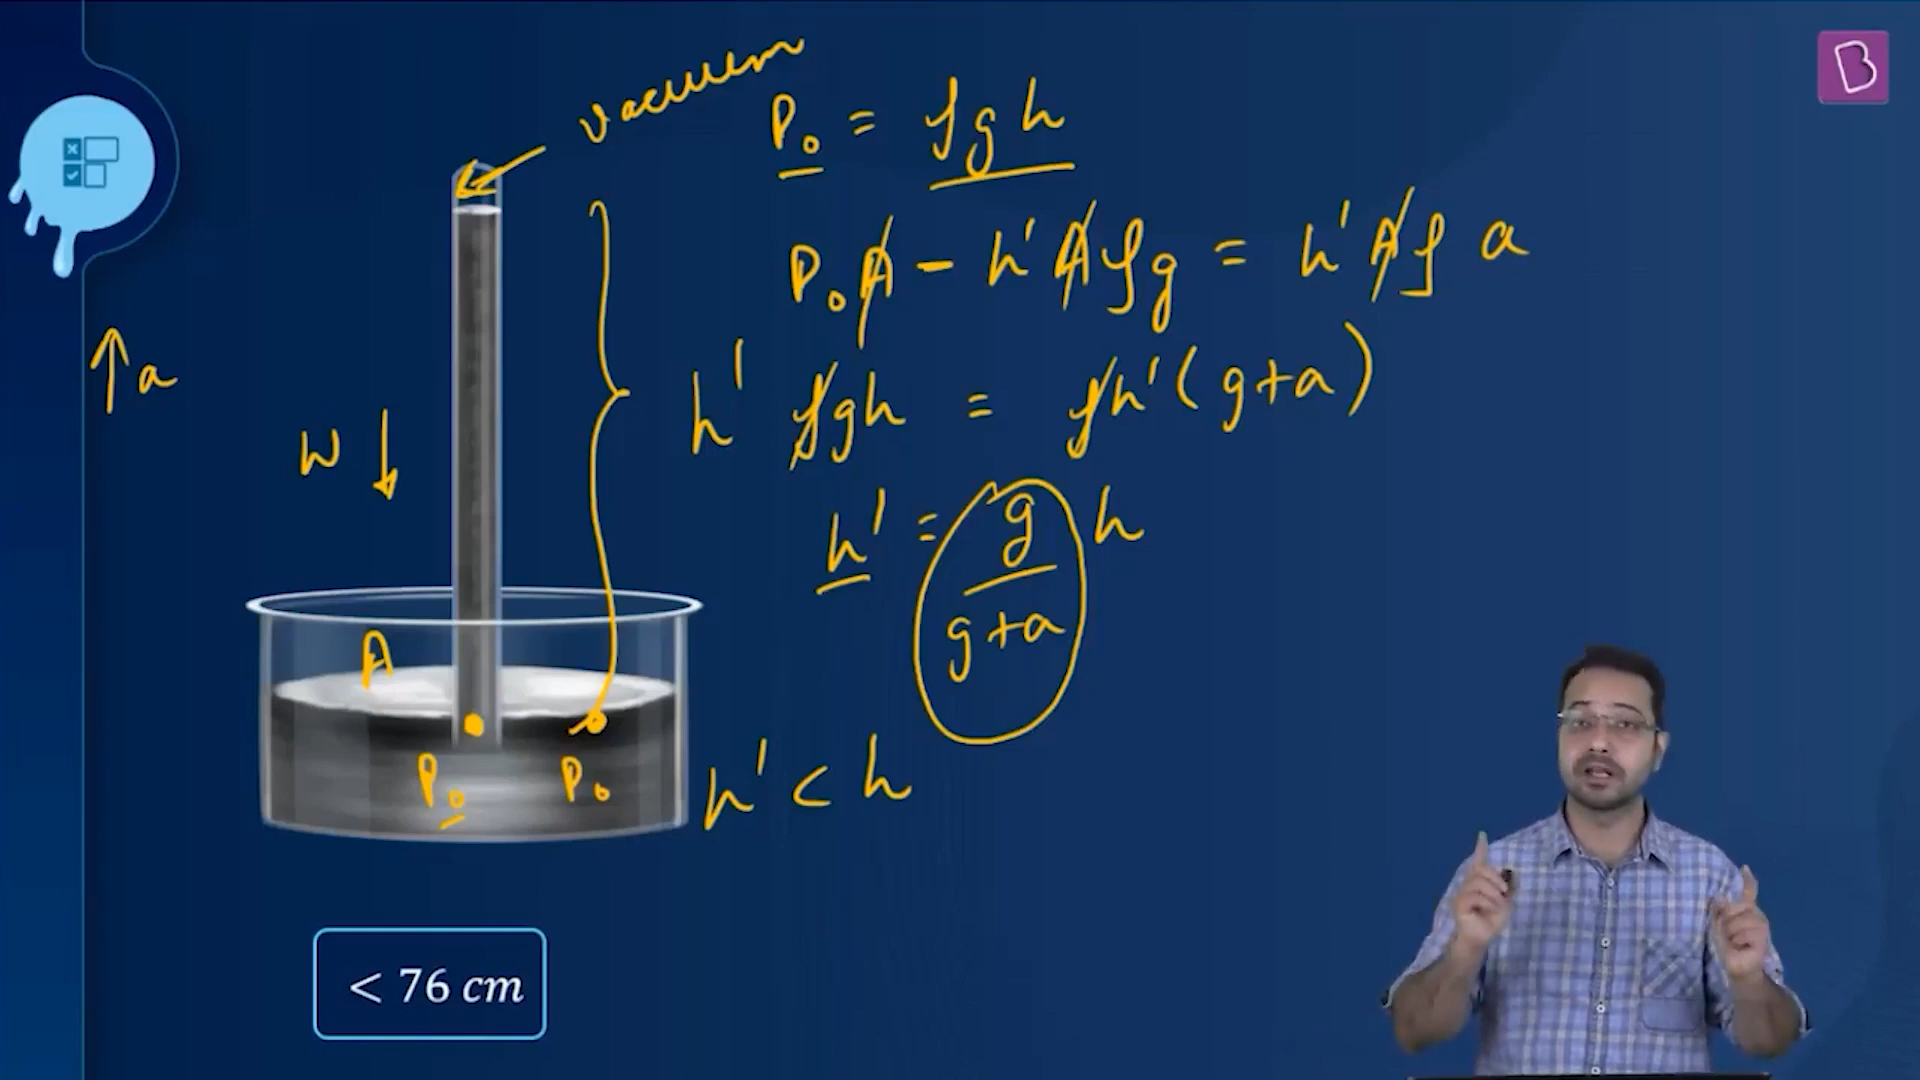 vacuum
P₀ = ρgh
P₀A - h'Aρg = h'Aρ a
↑a
h' ρgh = ρh'(g+a)
W↓
h' = g/(g+a) h
A
P₀ P₀
h' < h
< 76 cm
B